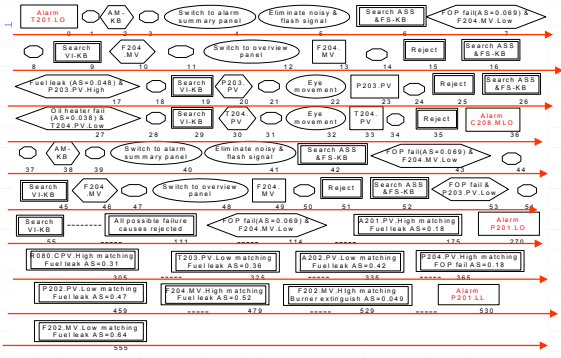 Alarm
T201.LO
AM-
KB
Switch to alarm
summary panel
Eliminate noisy &
flash signal
Search ASS
&FS-KB
FOP fail(AS=0.069) &
F204.MV.Low
0 1 2 3 4 5 6 7
Search
VI-KB
F204.
MV
Switch to overview
panel
F204.
MV
Reject
Search ASS
&FS-KB
8 9 10 11 12 13 14 15 16
Fuel leak (AS=0.048) &
P203.PV.High
Search
VI-KB
P203.
PV
Eye
movement
P203.PV
Reject
Search ASS
&FS-KB
17 18 19 20 21 22 23 24 25 26
Oil heater fail
(AS=0.038) &
T204.PV.Low
Search
VI-KB
T204.
PV
Eye
movement
T204.
PV
Reject
Alarm
C208.MLO
27 28 29 30 31 32 33 34 35 36
AM-
KB
Switch to alarm
summary panel
Eliminate noisy &
flash signal
Search ASS
&FS-KB
FOP fail(AS=0.069) &
F204.MV.Low
37 38 39 40 41 42 43 44
Search
VI-KB
F204.
MV
Switch to overview
panel
F204.
MV
Reject
Search ASS
&FS-KB
FOP fail &
P203.PV.Low
45 46 47 48 49 50 51 52 53 54
Search
VI-KB
All possible failure
causes rejected
FOP fail(AS=0.069) &
F204.MV.Low
A201.PV.High matching
Fuel leak AS=0.18
Alarm
P201.LO
55 111 114 175 270
R080.CPV.High matching
Fuel leak AS=0.31
T203.PV.Low matching
Fuel leak AS=0.36
A202.PV.Low matching
Fuel leak AS=0.42
P204.PV.High matching
FOP fail AS=0.18
305 325 335 365
P202.PV.Low matching
Fuel leak AS=0.47
F204.MV.High matching
Fuel leak AS=0.52
F202.MV.High matching
Burner extinguish AS=0.049
Alarm
P201.LL
459 479 529 530
F202.MV.Low matching
Fuel leak AS=0.64
555